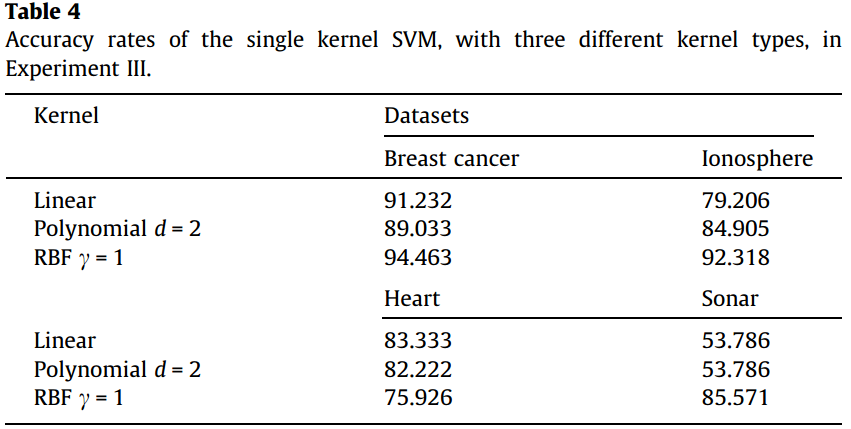 Table 4
Accuracy rates of the single kernel SVM, with three different kernel types, in
Experiment III.
Kernel Datasets
Breast cancer Ionosphere
Linear 91.232 79.206
Polynomial d = 2 89.033 84.905
RBF γ = 1 94.463 92.318
Heart Sonar
Linear 83.333 53.786
Polynomial d = 2 82.222 53.786
RBF γ = 1 75.926 85.571